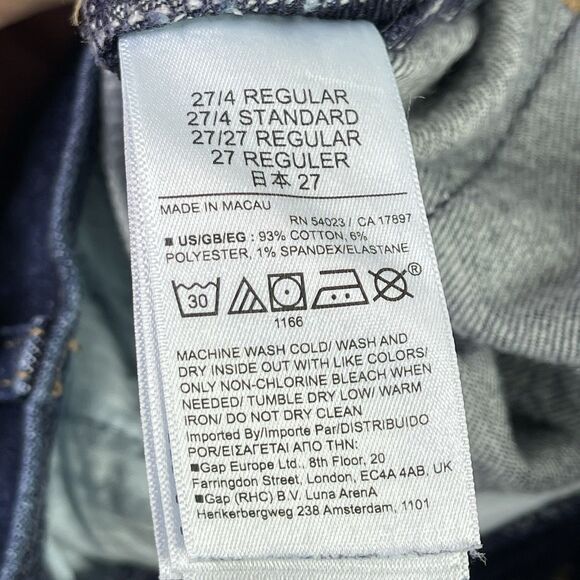 27/4 REGULAR
27/4 STANDARD
27/27 REGULAR
27 REGULER
日本 27
MADE IN MACAU
RN 54023 / CA 17897
■ US/GB/EG : 93% COTTON, 6%
POLYESTER, 1% SPANDEX/ELASTANE
30
®
1166
MACHINE WASH COLD/ WASH AND
DRY INSIDE OUT WITH LIKE COLORS/
ONLY NON-CHLORINE BLEACH WHEN
NEEDED/ TUMBLE DRY LOW/ WARM
IRON/ DO NOT DRY CLEAN
Imported By/Importe Par/DISTRIBUIDO
POR/ΕΙΣΑΓΕΤΑΙ ΑΠΟ ΤΗΝ:
■Gap Europe Ltd., 8th Floor, 20
Farringdon Street, London, EC4A 4AB, UK
■Gap (RHC) B.V. Luna ArenA
Herikerbergweg 238 Amsterdam, 1101